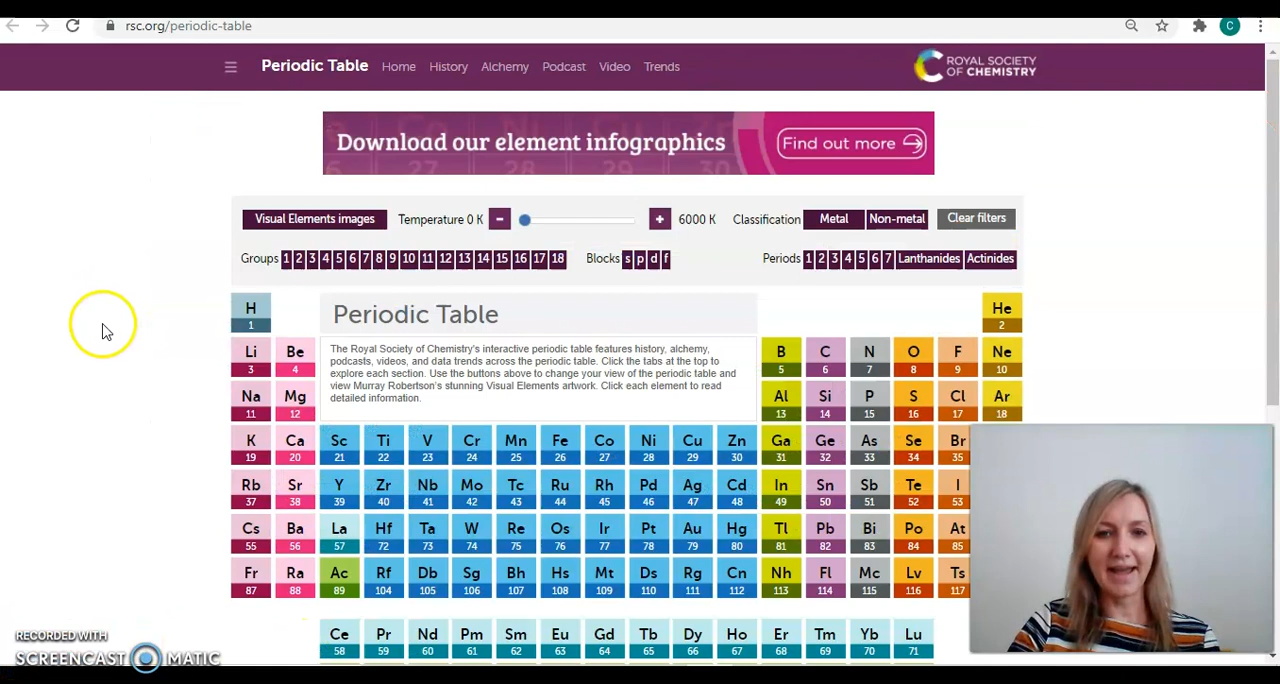 rsc.org/periodic-table
C
Periodic Table Home History Alchemy Podcast Video Trends
ROYAL SOCIETY
OF CHEMISTRY
Download our element infographics
Find out more
Visual Elements images Temperature 0 K - + 6000 K Classification Metal Non-metal Clear filters
Groups 1 2 3 4 5 6 7 8 9 10 11 12 13 14 15 16 17 18 Blocks s p d f Periods 1 2 3 4 5 6 7 Lanthanides Actinides
H Periodic Table He
1 2
The Royal Society of Chemistry's interactive periodic table features history, alchemy,
podcasts, videos, and data trends across the periodic table. Click the tabs at the top to
explore each section. Use the buttons above to change your view of the periodic table and
view Murray Robertson's stunning Visual Elements artwork. Click each element to read
detailed information.
Li Be B C N O F Ne
3 4 5 6 7 8 9 10
Na Mg Al Si P S Cl Ar
11 12 13 14 15 16 17 18
K Ca Sc Ti V Cr Mn Fe Co Ni Cu Zn Ga Ge As Se Br
19 20 21 22 23 24 25 26 27 28 29 30 31 32 33 34 35
Rb Sr Y Zr Nb Mo Tc Ru Rh Pd Ag Cd In Sn Sb Te I
37 38 39 40 41 42 43 44 45 46 47 48 49 50 51 52 53
Cs Ba La Hf Ta W Re Os Ir Pt Au Hg Tl Pb Bi Po At
55 56 57 72 73 74 75 76 77 78 79 80 81 82 83 84 85
Fr Ra Ac Rf Db Sg Bh Hs Mt Ds Rg Cn Nh Fl Mc Lv Ts
87 88 89 104 105 106 107 108 109 110 111 112 113 114 115 116 117
Ce Pr Nd Pm Sm Eu Gd Tb Dy Ho Er Tm Yb Lu
58 59 60 61 62 63 64 65 66 67 68 69 70 71
RECORDED WITH
SCREENCAST MATIC